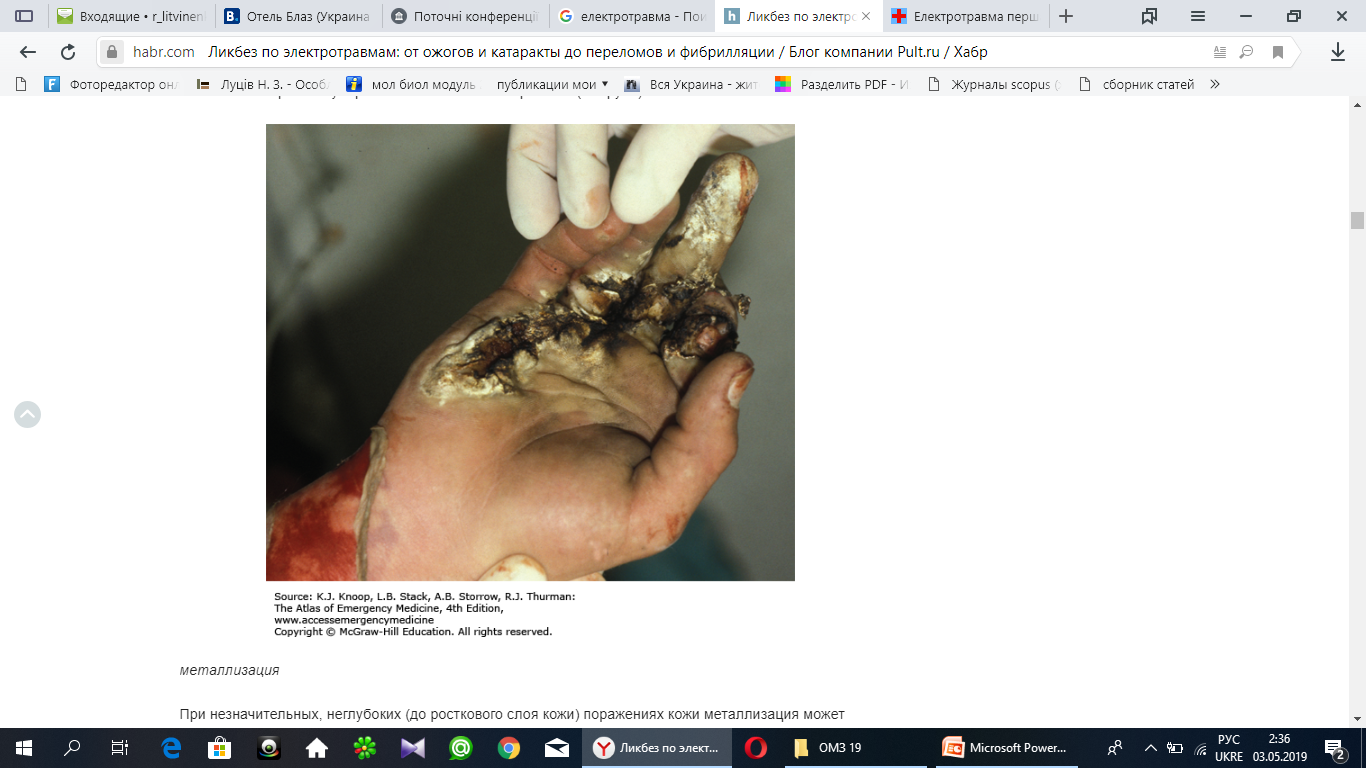 Входящие • r_litvinen
Отель Блаз (Украина
Поточні конференції
електротравма - Пои
Ликбез по электро
Електротравма перш
habr.com Ликбез по электротравмам: от ожогов и катаракты до переломов и фибрилляции / Блог компании Pult.ru / Хабр
Фоторедактор онл
Луців Н. З. - Особл
мол биол модуль
публикации мои
Вся Украина - жит
Разделить PDF - И
Журналы scopus (
сборник статей
Source: K.J. Knoop, L.B. Stack, A.B. Storrow, R.J. Thurman:
The Atlas of Emergency Medicine, 4th Edition,
www.accessemergencymedicine
Copyright © McGraw-Hill Education. All rights reserved.
металлизация
При незначительных, неглубоких (до росткового слоя кожи) поражениях кожи металлизация может
Ликбез по элект...
ОМЗ 19
Microsoft Power...
РУС
UKRE
2:36
03.05.2019
2